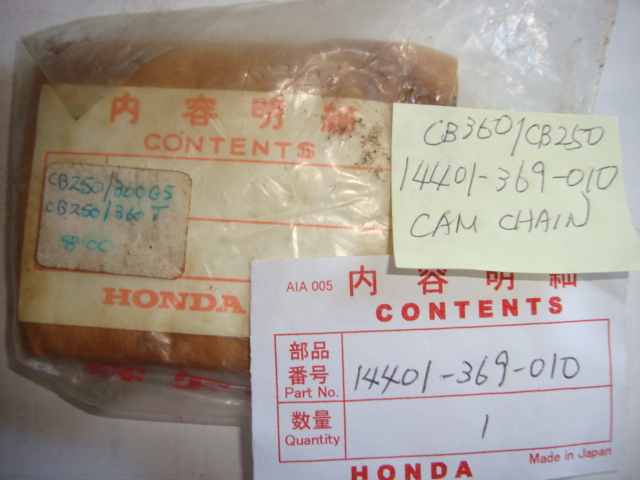 内容明細
CONTENTS
CB250/360G5
CB250/360T
8.00
HONDA
CB360/CB250
14401-369-010
CAM CHAIN
AIA 005
内容明細
CONTENTS
部品
番号
Part No.
14401-369-010
数量
Quantity
1
Made in Japan
HONDA